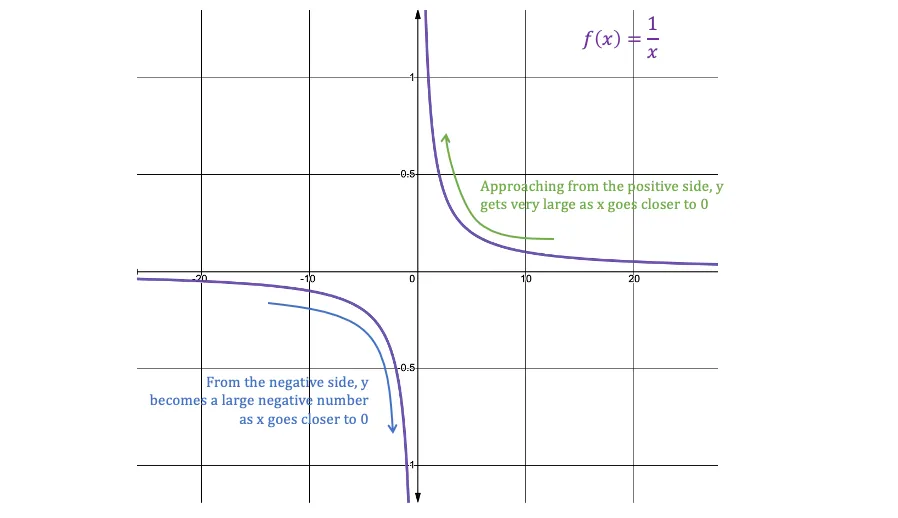 f(x) = 1/x
1
0.5
Approaching from the positive side, y
gets very large as x goes closer to 0
-20 -10 0 10 20
-0.5
From the negative side, y
becomes a large negative number
as x goes closer to 0
-1